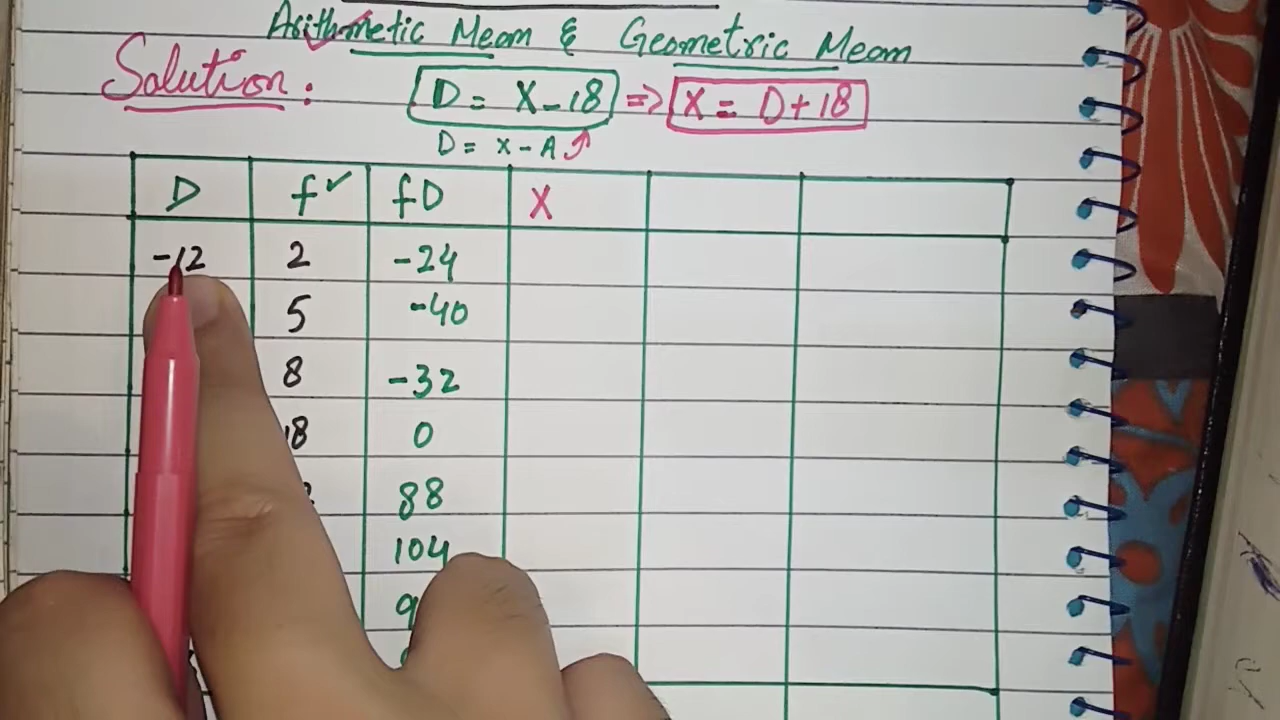 Arithmetic Mean & Geometric Mean
Solution:
D = X - 18 => X = D + 18
D = x - A
D f ✓ fD X
-12 2 -24
5 -40
8 -32
18 0
88
104